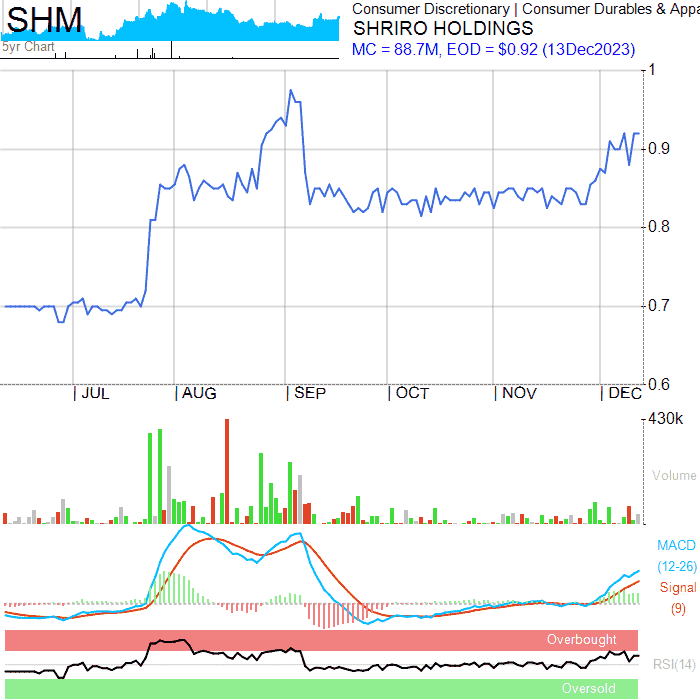 SHM
5yr Chart
Consumer Discretionary | Consumer Durables & Appa
SHRIRO HOLDINGS
MC = 88.7M, EOD = $0.92 (13Dec2023)
1
0.9
0.8
0.7
0.6
JUL AUG SEP OCT NOV DEC
430k
Volume
MACD
(12-26)
Signal
(9)
Overbought
RSI(14)
Oversold